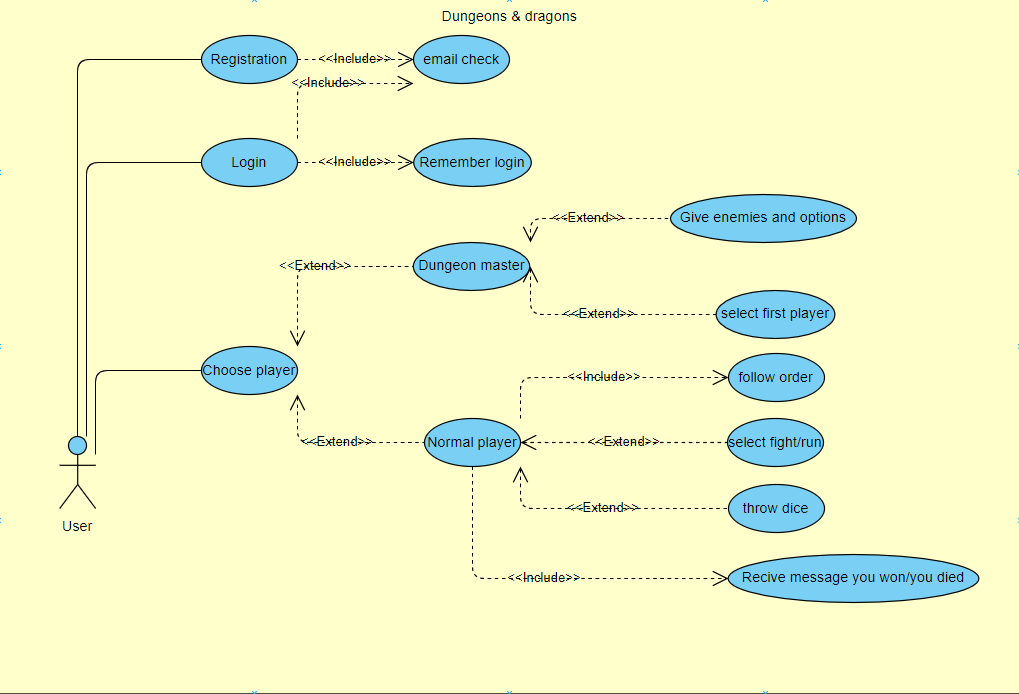 Dungeons & dragons
Registration
<<Include>>
email check
<<Include>>
Login
<<Include>>
Remember login
<<Extend>>
Give enemies and options
<<Extend>>
Dungeon master
<<Extend>>
select first player
Choose player
<<Include>>
follow order
<<Extend>>
Normal player
<<Extend>>
select fight/run
<<Extend>>
throw dice
User
<<Include>>
Recive message you won/you died